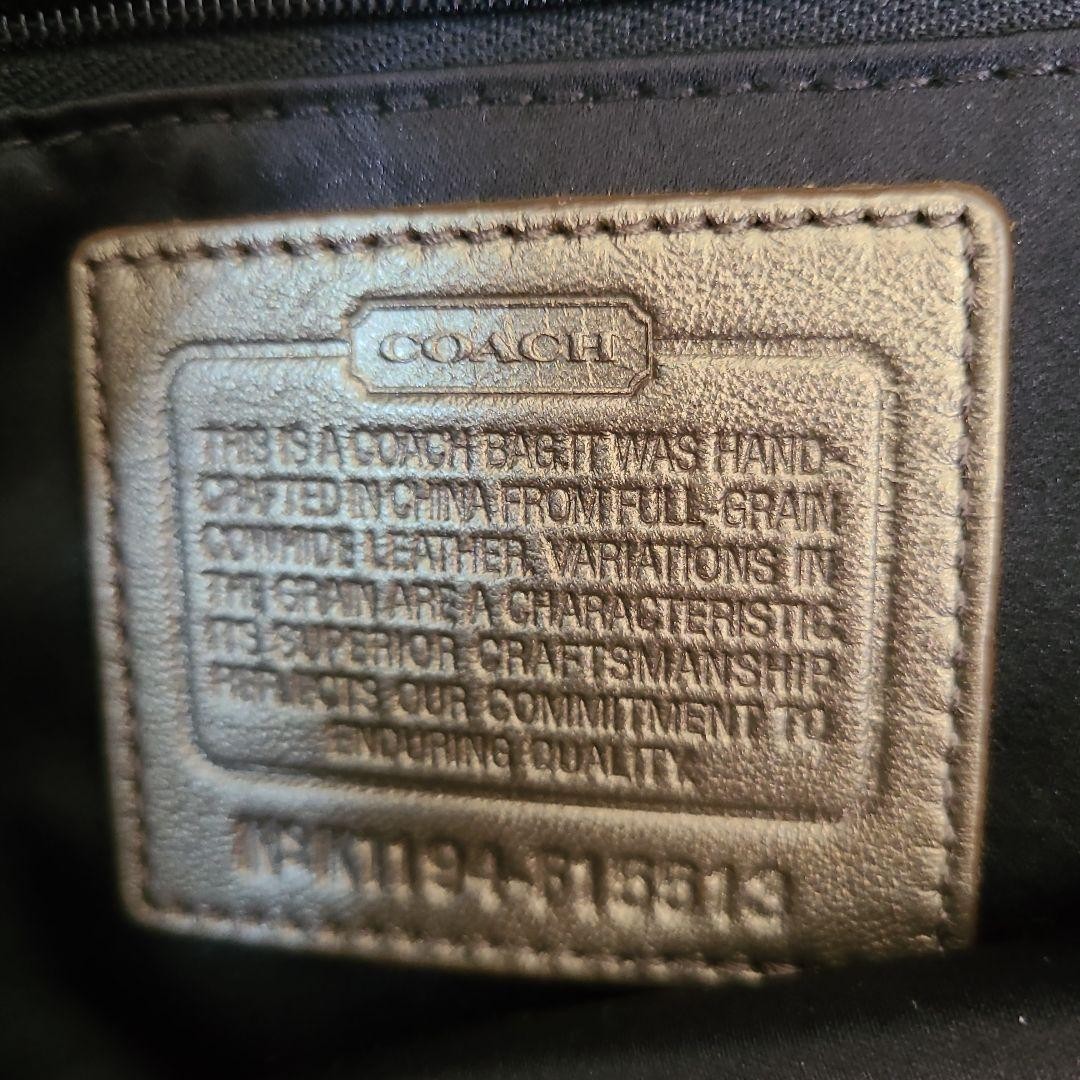 COACH
THIS IS A COACH BAG. IT WAS HAND-
CRAFTED IN CHINA FROM FULL-GRAIN
COWHIDE LEATHER. VARIATIONS IN
THE GRAIN ARE A CHARACTERISTIC.
ITS SUPERIOR CRAFTSMANSHIP
REFLECTS OUR COMMITMENT TO
ENDURING QUALITY.